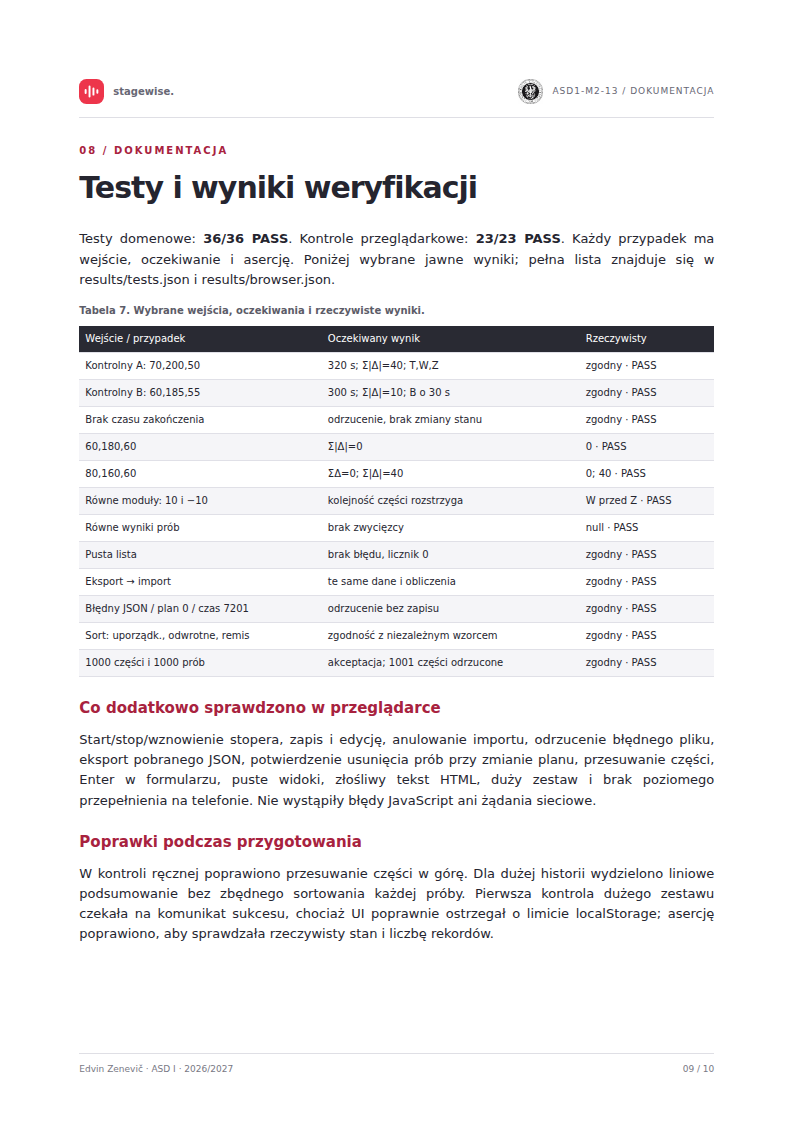 stagewise.
ASD1-M2-13 / DOKUMENTACJA
08 / DOKUMENTACJA
Testy i wyniki weryfikacji
Testy domenowe: 36/36 PASS. Kontrole przeglądarkowe: 23/23 PASS. Każdy przypadek ma
wejście, oczekiwanie i asercję. Poniżej wybrane jawne wyniki; pełna lista znajduje się w
results/tests.json i results/browser.json.
Tabela 7. Wybrane wejścia, oczekiwania i rzeczywiste wyniki.
Wejście / przypadek Oczekiwany wynik Rzeczywisty
Kontrolny A: 70,200,50 320 s; Σ|Δ|=40; T,W,Z zgodny · PASS
Kontrolny B: 60,185,55 300 s; Σ|Δ|=10; B o 30 s zgodny · PASS
Brak czasu zakończenia odrzucenie, brak zmiany stanu zgodny · PASS
60,180,60 Σ|Δ|=0 0 · PASS
80,160,60 ΣΔ=0; Σ|Δ|=40 0; 40 · PASS
Równe moduły: 10 i −10 kolejność części rozstrzyga W przed Z · PASS
Równe wyniki prób brak zwycięzcy null · PASS
Pusta lista brak błędu, licznik 0 zgodny · PASS
Eksport → import te same dane i obliczenia zgodny · PASS
Błędny JSON / plan 0 / czas 7201 odrzucenie bez zapisu zgodny · PASS
Sort: uporządk., odwrotne, remis zgodność z niezależnym wzorcem zgodny · PASS
1000 części i 1000 prób akceptacja; 1001 części odrzucone zgodny · PASS
Co dodatkowo sprawdzono w przeglądarce
Start/stop/wznowienie stopera, zapis i edycję, anulowanie importu, odrzucenie błędnego pliku,
eksport pobranego JSON, potwierdzenie usunięcia prób przy zmianie planu, przesuwanie części,
Enter w formularzu, puste widoki, złośliwy tekst HTML, duży zestaw i brak poziomego
przepełnienia na telefonie. Nie wystąpiły błędy JavaScript ani żądania sieciowe.
Poprawki podczas przygotowania
W kontroli ręcznej poprawiono przesuwanie części w górę. Dla dużej historii wydzielono liniowe
podsumowanie bez zbędnego sortowania każdej próby. Pierwsza kontrola dużego zestawu
czekała na komunikat sukcesu, chociaż UI poprawnie ostrzegał o limicie localStorage; asercję
poprawiono, aby sprawdzała rzeczywisty stan i liczbę rekordów.
Edvin Zenevič · ASD I · 2026/2027
09 / 10